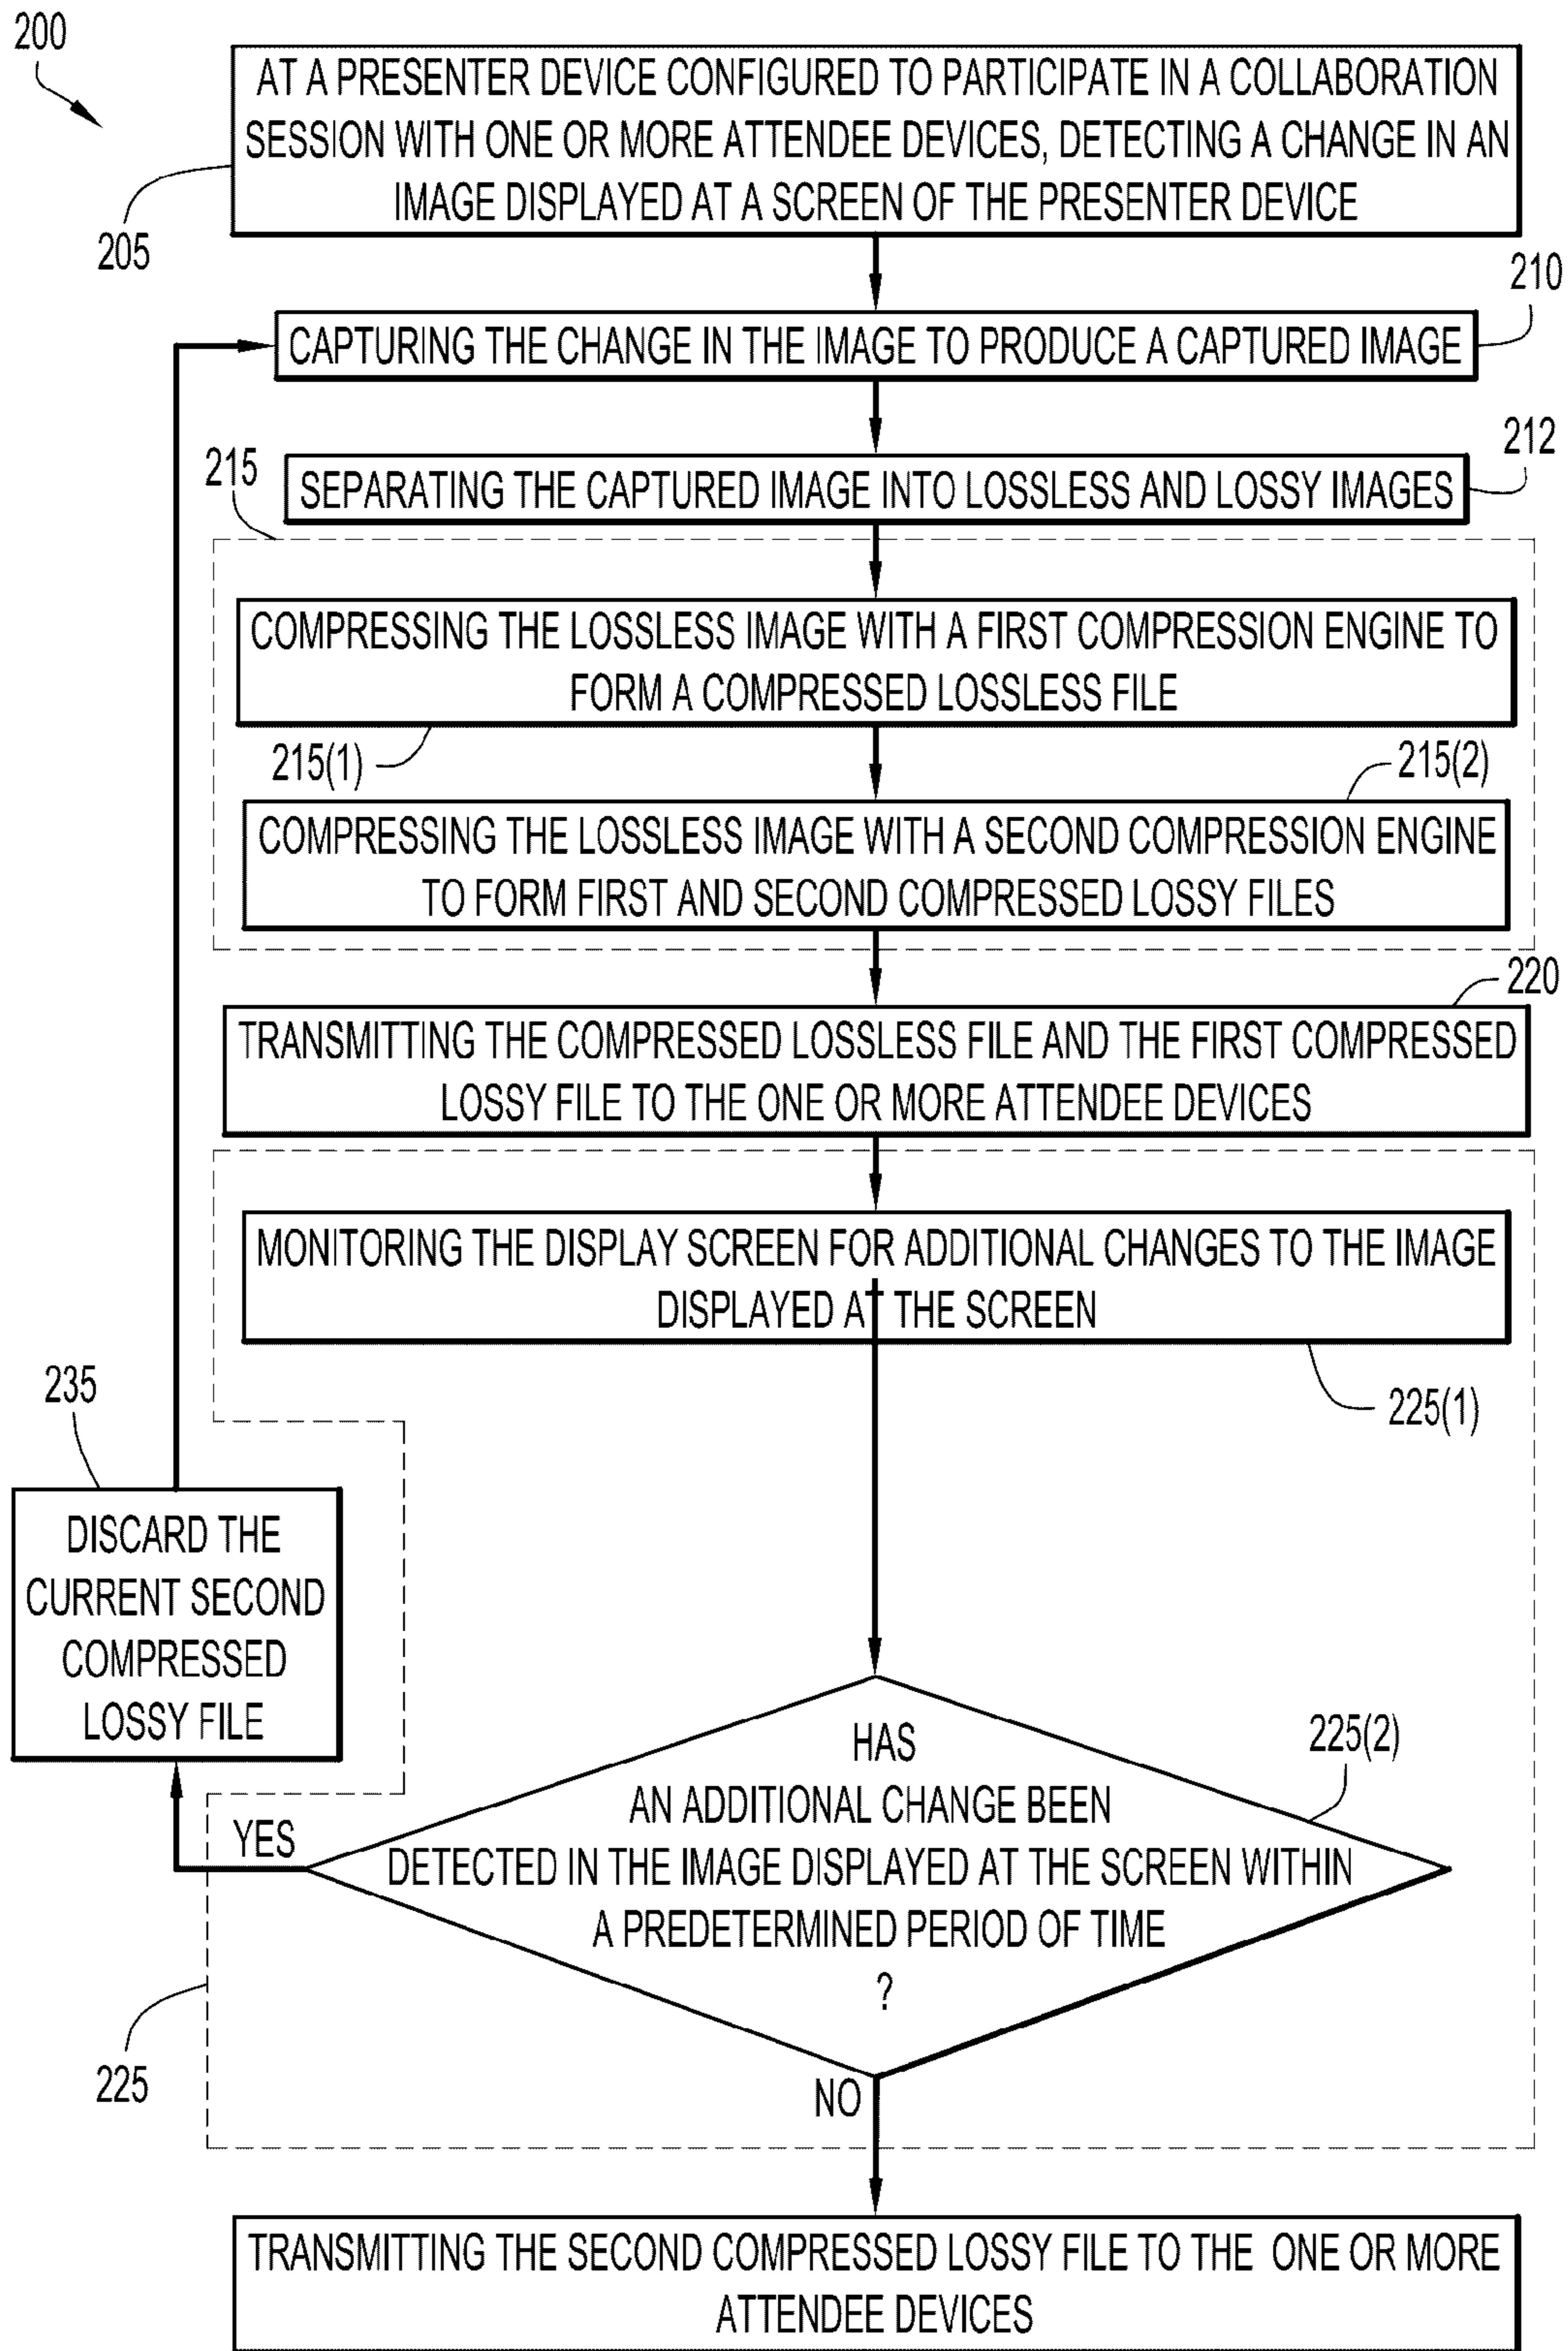 200
AT A PRESENTER DEVICE CONFIGURED TO PARTICIPATE IN A COLLABORATION
SESSION WITH ONE OR MORE ATTENDEE DEVICES, DETECTING A CHANGE IN AN
IMAGE DISPLAYED AT A SCREEN OF THE PRESENTER DEVICE
205
210
CAPTURING THE CHANGE IN THE IMAGE TO PRODUCE A CAPTURED IMAGE
212
215
SEPARATING THE CAPTURED IMAGE INTO LOSSLESS AND LOSSY IMAGES
COMPRESSING THE LOSSLESS IMAGE WITH A FIRST COMPRESSION ENGINE TO
FORM A COMPRESSED LOSSLESS FILE
215(1)
215(2)
COMPRESSING THE LOSSLESS IMAGE WITH A SECOND COMPRESSION ENGINE
TO FORM FIRST AND SECOND COMPRESSED LOSSY FILES
220
TRANSMITTING THE COMPRESSED LOSSLESS FILE AND THE FIRST COMPRESSED
LOSSY FILE TO THE ONE OR MORE ATTENDEE DEVICES
MONITORING THE DISPLAY SCREEN FOR ADDITIONAL CHANGES TO THE IMAGE
DISPLAYED AT THE SCREEN
225(1)
235
DISCARD THE
CURRENT SECOND
COMPRESSED
LOSSY FILE
225(2)
HAS
AN ADDITIONAL CHANGE BEEN
DETECTED IN THE IMAGE DISPLAYED AT THE SCREEN WITHIN
A PREDETERMINED PERIOD OF TIME
?
YES
225
NO
TRANSMITTING THE SECOND COMPRESSED LOSSY FILE TO THE ONE OR MORE
ATTENDEE DEVICES